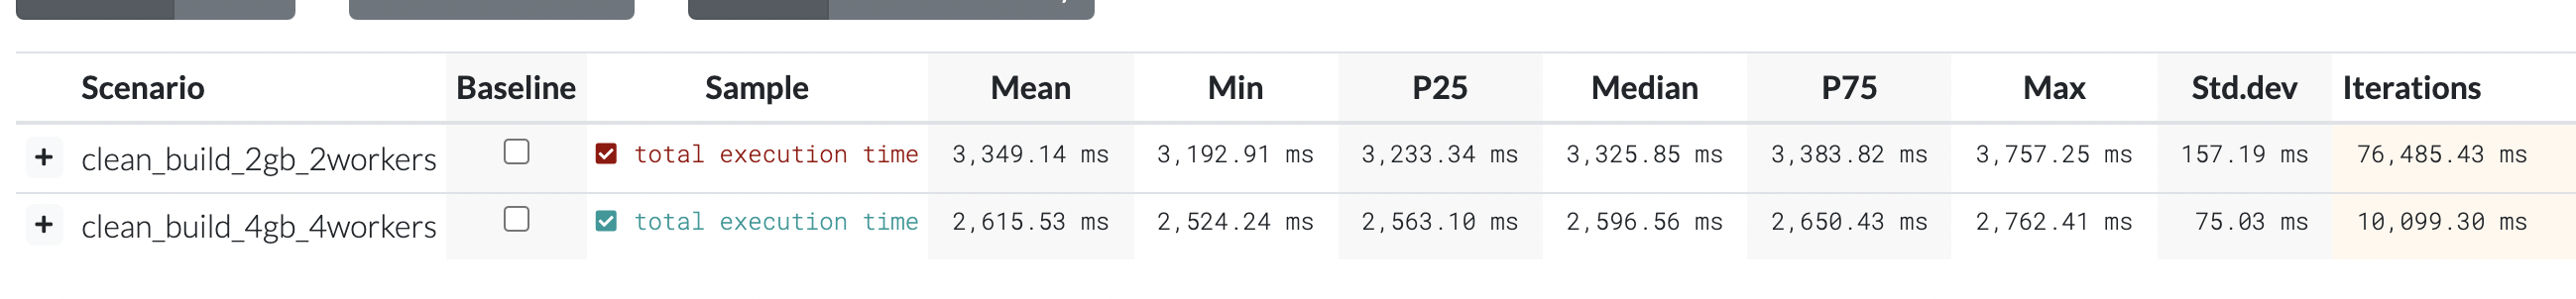 Scenario Baseline Sample Mean Min P25 Median P75 Max Std.dev Iterations
+ clean_build_2gb_2workers total execution time 3,349.14 ms 3,192.91 ms 3,233.34 ms 3,325.85 ms 3,383.82 ms 3,757.25 ms 157.19 ms 76,485.43 ms
+ clean_build_4gb_4workers total execution time 2,615.53 ms 2,524.24 ms 2,563.10 ms 2,596.56 ms 2,650.43 ms 2,762.41 ms 75.03 ms 10,099.30 ms